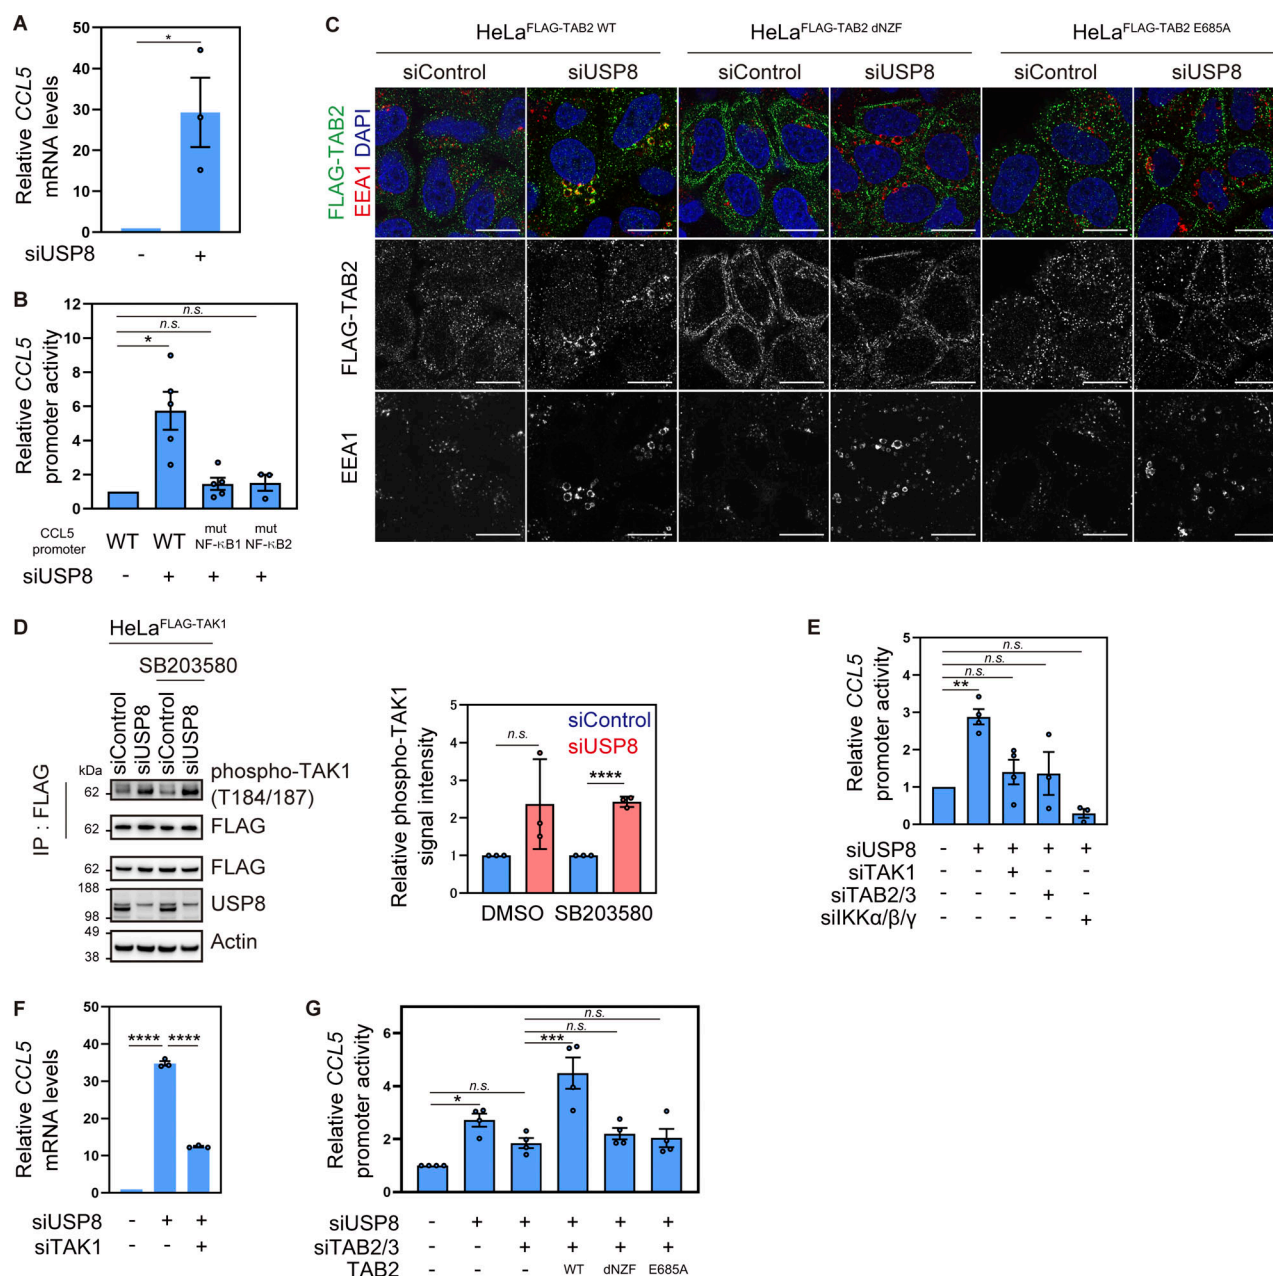 A
Relative CCL5
mRNA levels
50
40
30
20
10
0
*
siUSP8
-
+
B
Relative CCL5
promoter activity
12
10
8
6
4
2
0
n.s.
n.s.
*
CCL5
promoter
WT
WT
mut
NF-κB1
mut
NF-κB2
siUSP8
-
+
+
+
C
HeLaFLAG-TAB2 WT
HeLaFLAG-TAB2 dNZF
HeLaFLAG-TAB2 E685A
siControl
siUSP8
siControl
siUSP8
siControl
siUSP8
FLAG-TAB2
EEA1 DAPI
FLAG-TAB2
EEA1
D
HeLaFLAG-TAK1
SB203580
siControl
siUSP8
siControl
siUSP8
kDa
IP : FLAG
62
phospho-TAK1
(T184/187)
62
FLAG
62
FLAG
188
98
USP8
49
38
Actin
Relative phospho-TAK1
signal intensity
5
4
3
2
1
0
siControl
siUSP8
n.s.
****
DMSO
SB203580
E
Relative CCL5
promoter activity
5
4
3
2
1
0
n.s.
n.s.
n.s.
**
siUSP8 - + + + +
siTAK1 - - + - -
siTAB2/3 - - - + -
siIKKα/β/γ - - - - +
F
Relative CCL5
mRNA levels
50
40
30
20
10
0
**** ****
siUSP8 - + +
siTAK1 - - +
G
Relative CCL5
promoter activity
6
4
2
0
n.s.
n.s.
***
n.s.
*
siUSP8 - + + + + +
siTAB2/3 - - + + + +
TAB2 - - - WT dNZF E685A